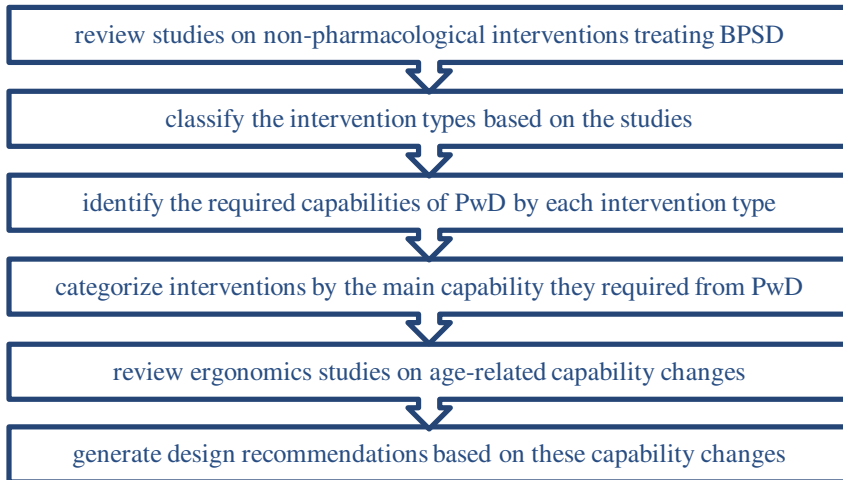 review studies on non-pharmacological interventions treating BPSD
classify the intervention types based on the studies
identify the required capabilities of PwD by each intervention type
categorize interventions by the main capability they required from PwD
review ergonomics studies on age-related capability changes
generate design recommendations based on these capability changes